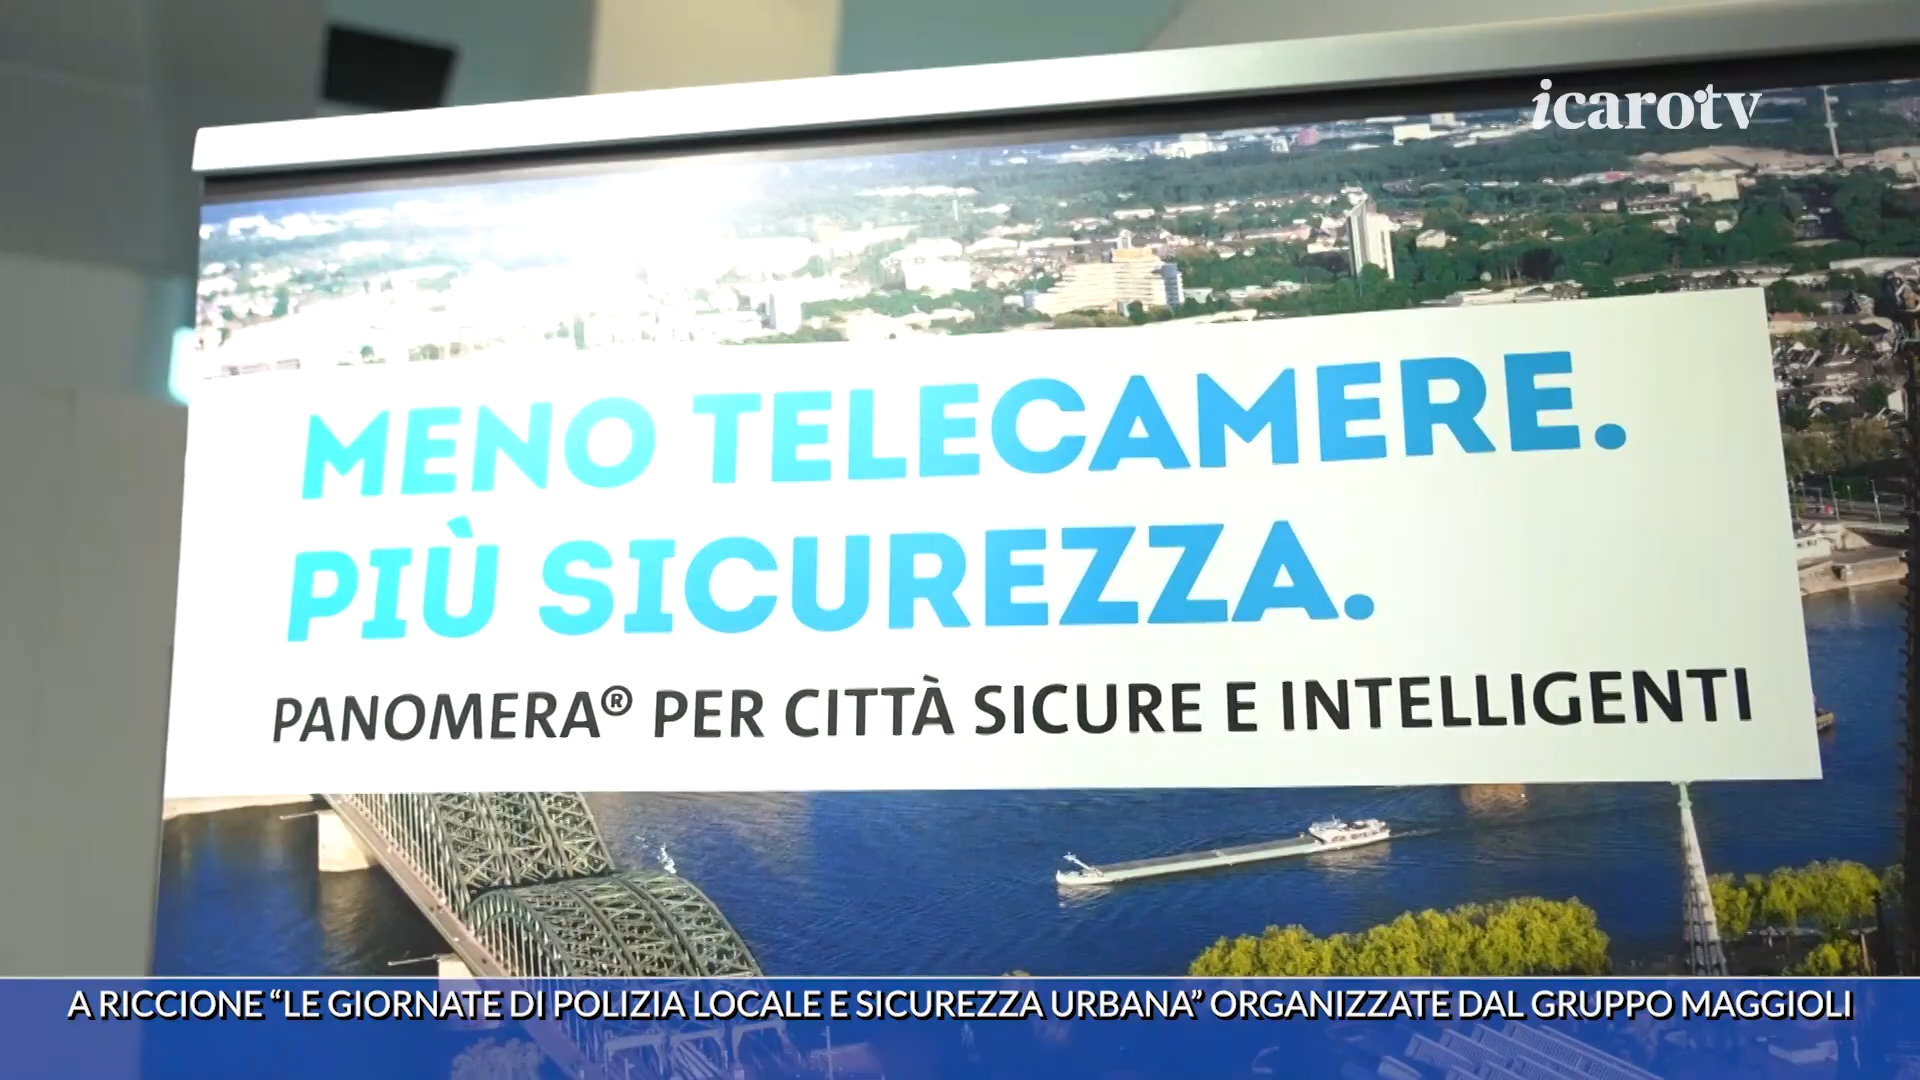 icarotv
MENO TELECAMERE.
PIÙ SICUREZZA.
PANOMERA® PER CITTÀ SICURE E INTELLIGENTI
A RICCIONE “LE GIORNATE DI POLIZIA LOCALE E SICUREZZA URBANA” ORGANIZZATE DAL GRUPPO MAGGIOLI